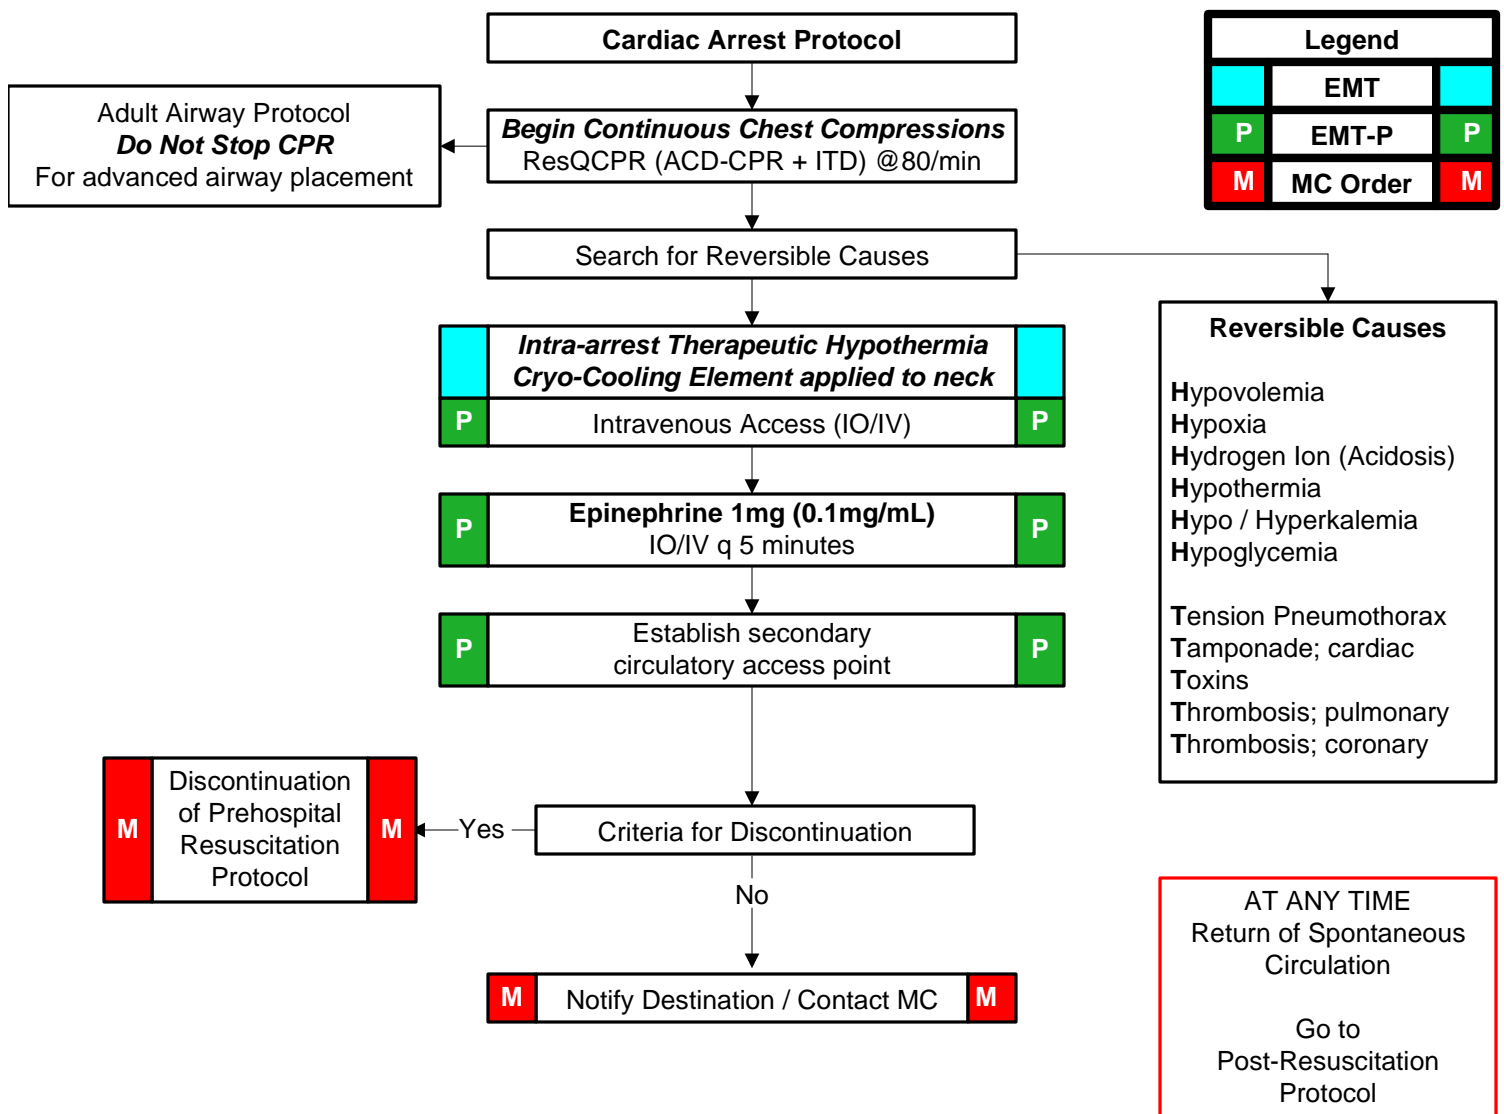 Cardiac Arrest Protocol
Legend
EMT
P EMT-P P
M MC Order M
Adult Airway Protocol
Do Not Stop CPR
For advanced airway placement
Begin Continuous Chest Compressions
ResQCPR (ACD-CPR + ITD) @80/min
Search for Reversible Causes
Reversible Causes
Hypovolemia
Hypoxia
Hydrogen Ion (Acidosis)
Hypothermia
Hypo / Hyperkalemia
Hypoglycemia
Tension Pneumothorax
Tamponade; cardiac
Toxins
Thrombosis; pulmonary
Thrombosis; coronary
Intra-arrest Therapeutic Hypothermia
Cryo-Cooling Element applied to neck
P Intravenous Access (IO/IV) P
P Epinephrine 1mg (0.1mg/mL) P
IO/IV q 5 minutes
P Establish secondary P
circulatory access point
Criteria for Discontinuation
Yes
M Discontinuation M
of Prehospital
Resuscitation
Protocol
No
M Notify Destination / Contact MC M
AT ANY TIME
Return of Spontaneous
Circulation
Go to
Post-Resuscitation
Protocol